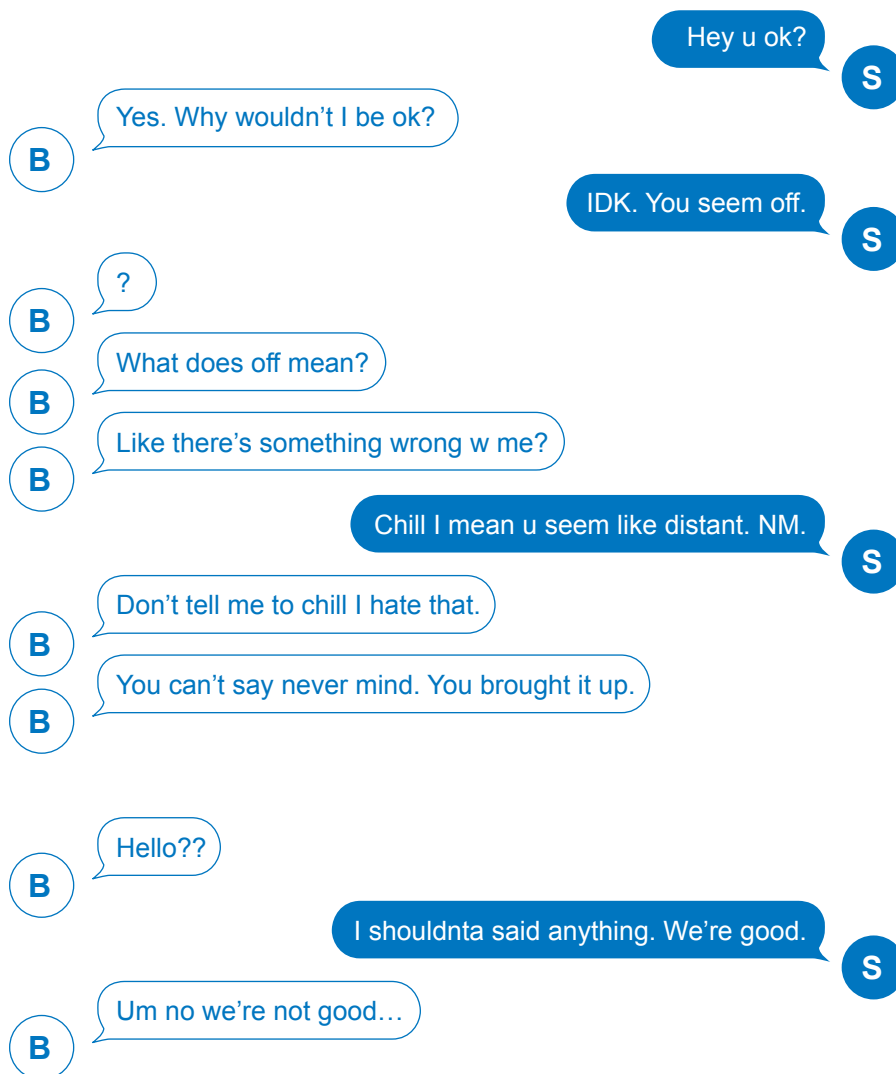 Hey u ok?
S
Yes. Why wouldn’t I be ok?
B
IDK. You seem off.
S
?
B
What does off mean?
B
Like there’s something wrong w me?
B
Chill I mean u seem like distant. NM.
S
Don’t tell me to chill I hate that.
B
You can’t say never mind. You brought it up.
B
Hello??
B
I shouldnta said anything. We’re good.
S
Um no we’re not good…
B